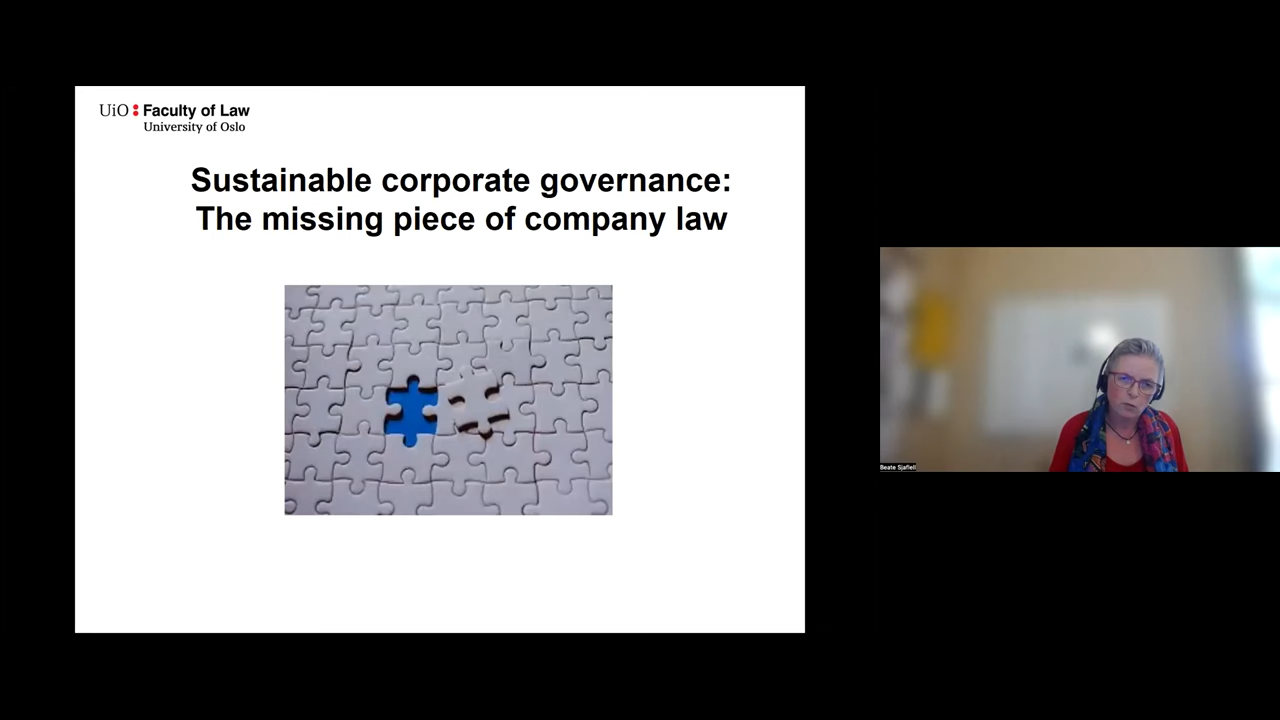 UiO : Faculty of Law
University of Oslo
Sustainable corporate governance:
The missing piece of company law
Beate Sjåfjell